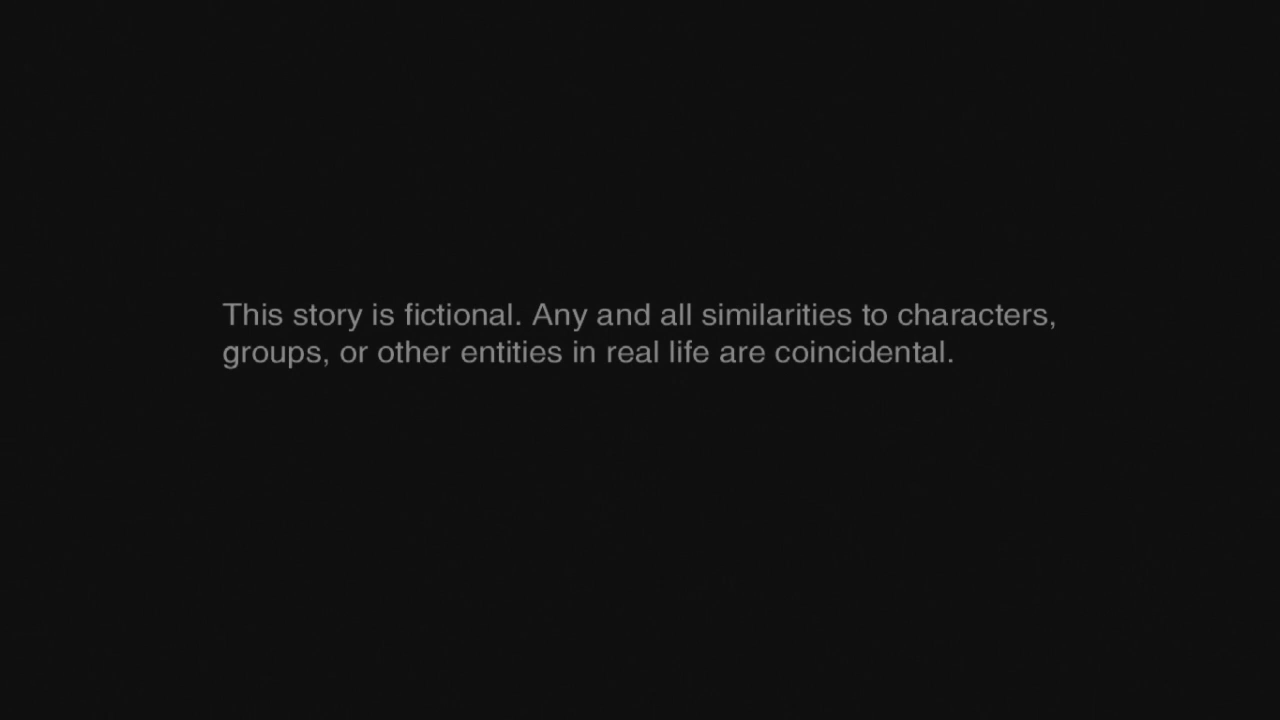 This story is fictional. Any and all similarities to characters,
groups, or other entities in real life are coincidental.